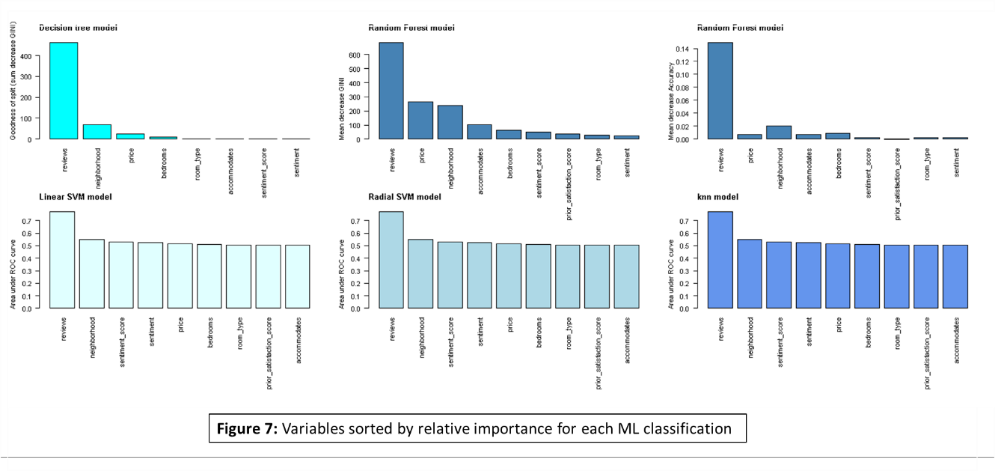 Decision tree model
Goodness of split (sum decrease GINI)
400
300
200
100
0
reviews
neighborhood
price
bedrooms
room_type
accommodates
sentiment_score
sentiment
Random Forest model
Mean decrease GINI
600
500
400
300
200
100
0
reviews
price
neighborhood
accommodates
bedrooms
sentiment_score
prior_satisfaction_score
room_type
sentiment
Random Forest model
Mean decrease Accuracy
0.14
0.12
0.10
0.08
0.06
0.04
0.02
0.00
reviews
price
neighborhood
accommodates
bedrooms
sentiment_score
prior_satisfaction_score
room_type
sentiment
Linear SVM model
Area under ROC curve
0.7
0.6
0.5
0.4
0.3
0.2
0.1
0.0
reviews
neighborhood
sentiment_score
sentiment
price
bedrooms
room_type
prior_satisfaction_score
accommodates
Radial SVM model
Area under ROC curve
0.7
0.6
0.5
0.4
0.3
0.2
0.1
0.0
reviews
neighborhood
sentiment_score
sentiment
price
bedrooms
room_type
prior_satisfaction_score
accommodates
knn model
Area under ROC curve
0.7
0.6
0.5
0.4
0.3
0.2
0.1
0.0
reviews
neighborhood
sentiment_score
sentiment
price
bedrooms
room_type
prior_satisfaction_score
accommodates
Figure 7: Variables sorted by relative importance for each ML classification